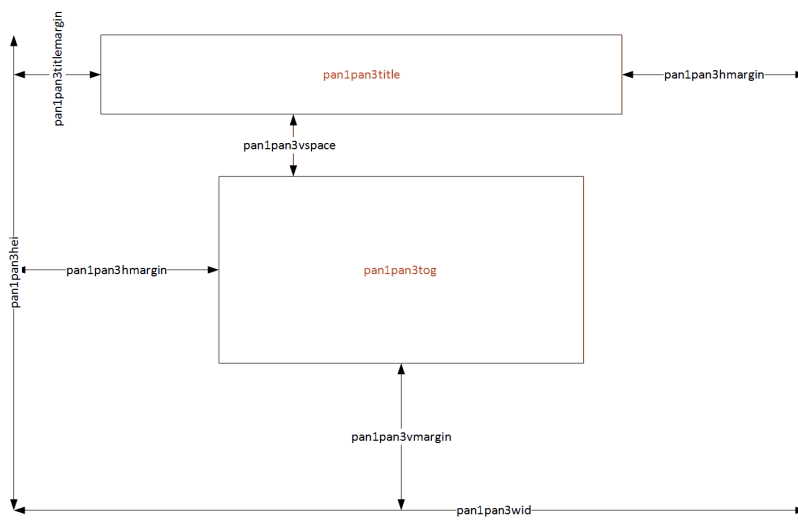 pan1pan3titlemargin
pan1pan3title
pan1pan3hmargin
pan1pan3vspace
pan1pan3hei
pan1pan3hmargin
pan1pan3tog
pan1pan3vmargin
pan1pan3wid